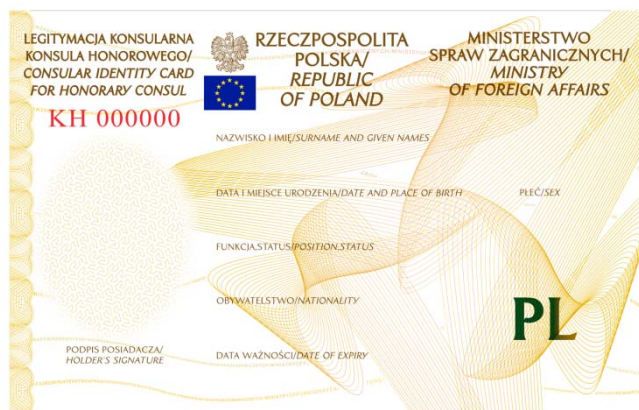 LEGITYMACJA KONSULARNA
KONSULA HONOROWEGO/
CONSULAR IDENTITY CARD
FOR HONORARY CONSUL
KH 000000
RZECZPOSPOLITA
POLSKA/
REPUBLIC
OF POLAND
MINISTERSTWO
SPRAW ZAGRANICZNYCH/
MINISTRY
OF FOREIGN AFFAIRS
NAZWISKO I IMIĘ/SURNAME AND GIVEN NAMES
DATA I MIEJSCE URODZENIA/DATE AND PLACE OF BIRTH
PŁEĆ/SEX
FUNKCJA,STATUS/POSITION,STATUS
OBYWATELSTWO/NATIONALITY
PL
PODPIS POSIADACZA/
HOLDER'S SIGNATURE
DATA WAŻNOŚCI/DATE OF EXPIRY